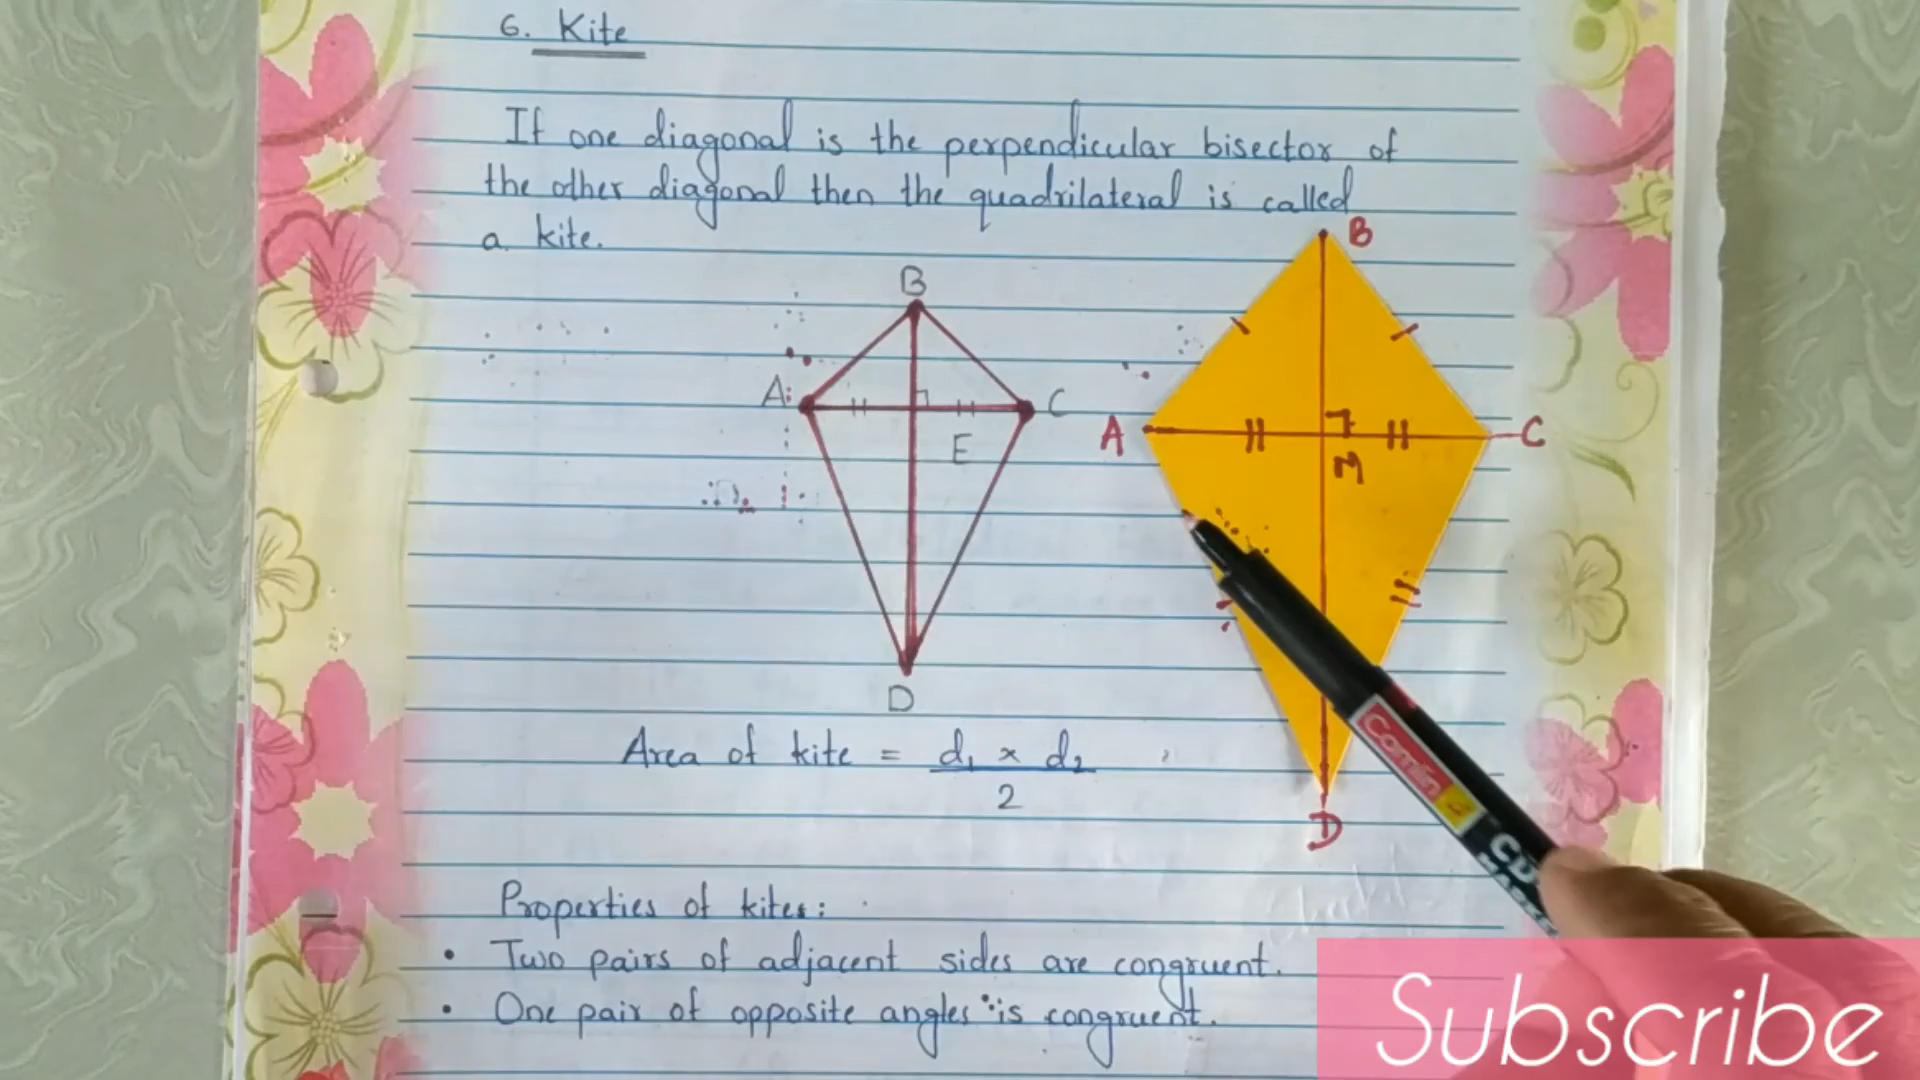 6. Kite
If one diagonal is the perpendicular bisector of
the other diagonal then the quadrilateral is called
a kite.
B
A
C
E
D
B
A
C
M
D
Area of kite = d₁ × d₂
2
Camlin
Properties of kites:
• Two pairs of adjacent sides are congruent.
• One pair of opposite angles is congruent.
Subscribe